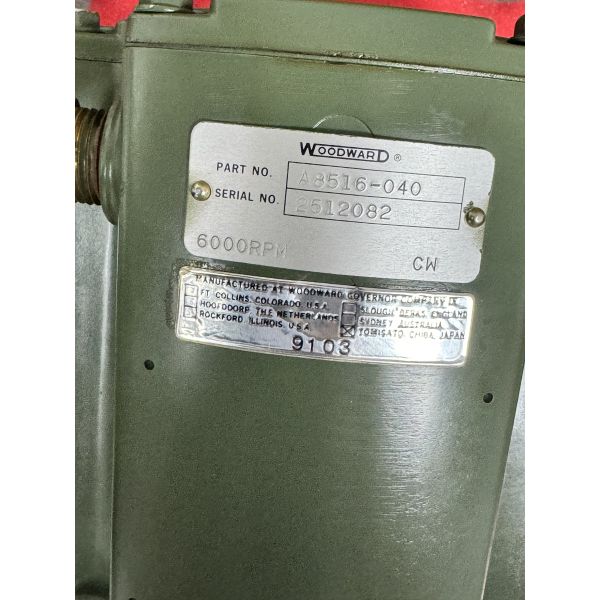 WOODWARD ®
PART NO. A8516-040
SERIAL NO. 2512082
6000RPM CW
MANUFACTURED AT WOODWARD GOVERNOR COMPANY IN
FT. COLLINS, COLORADO, U.S.A. SLOUGH, BERKS, ENGLAND
HOOFDDORP, THE NETHERLANDS SYDNEY, AUSTRALIA
ROCKFORD, ILLINOIS, U.S.A. TOMISATO, CHIBA, JAPAN
9103